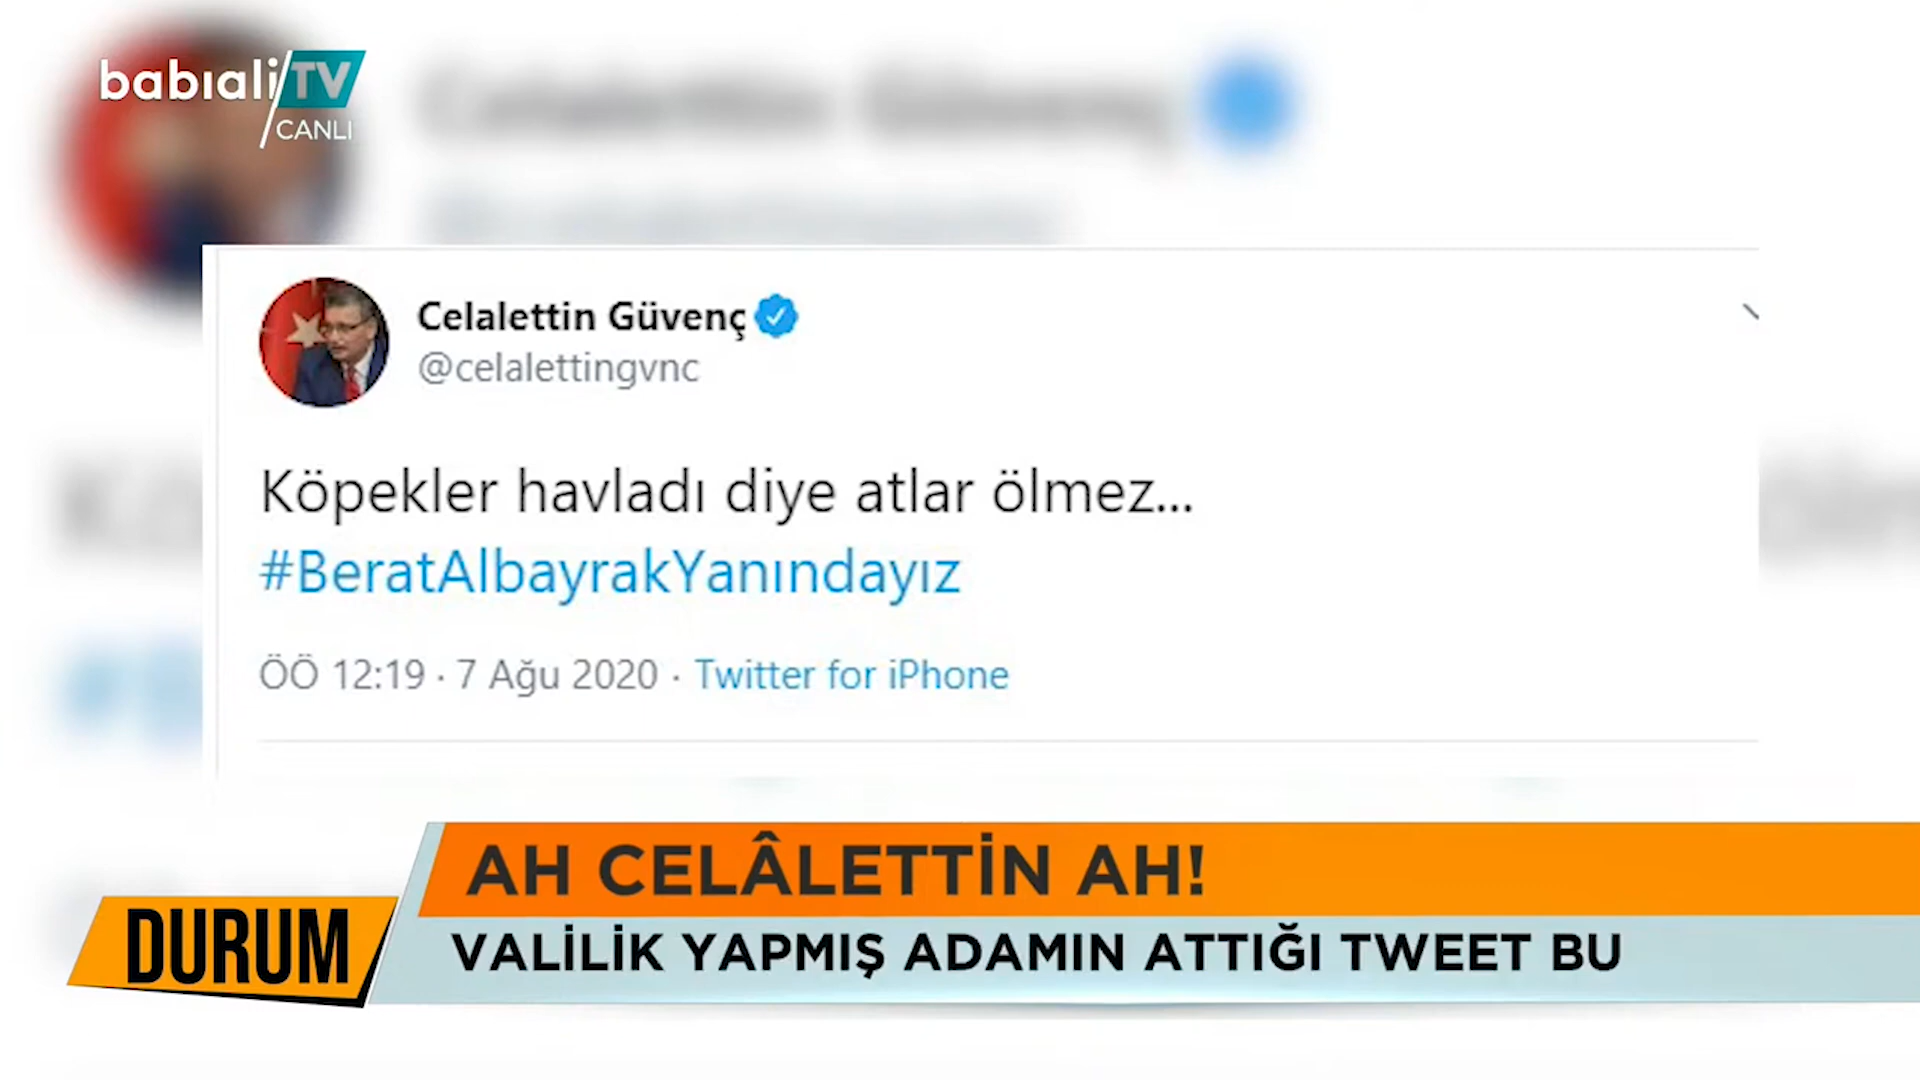 babıali TV
CANLI
Celalettin Güvenç
@celalettingvnc
Köpekler havladı diye atlar ölmez...
#BeratAlbayrakYanındayız
ÖÖ 12:19 · 7 Ağu 2020 · Twitter for iPhone
AH CELÂLETTİN AH!
DURUM
VALİLİK YAPMIŞ ADAMIN ATTIĞI TWEET BU